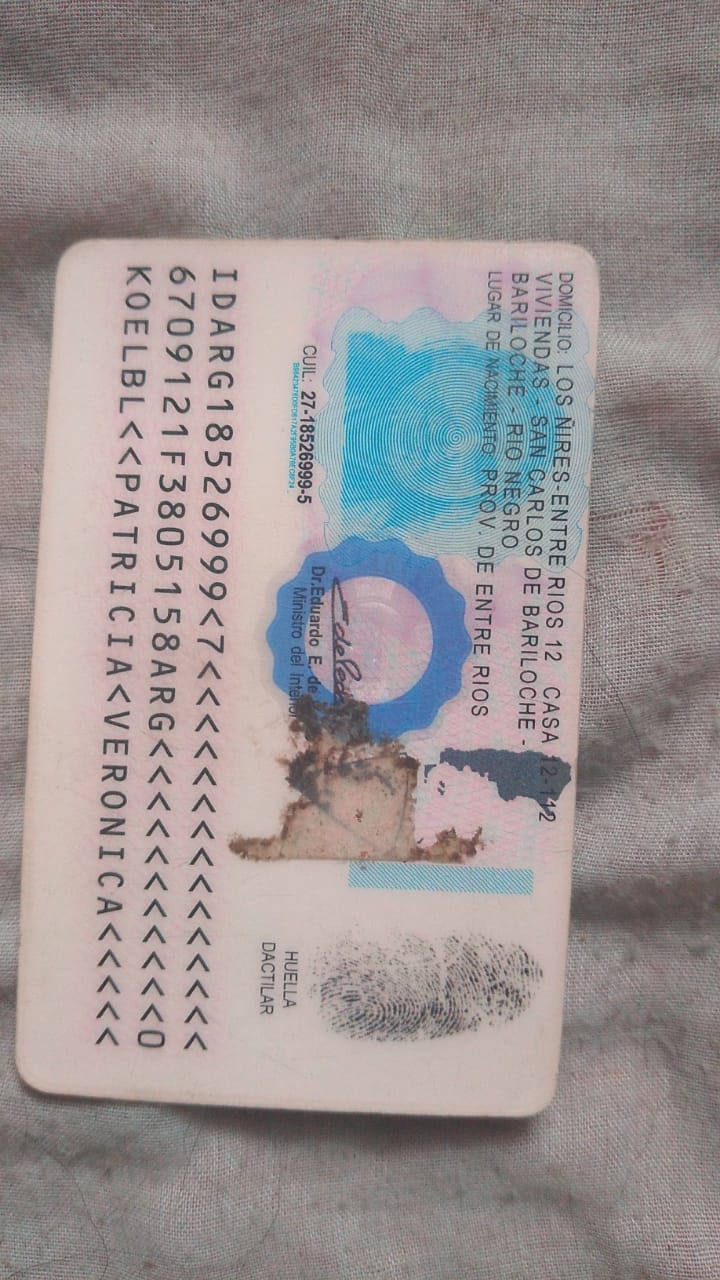 DOMICILIO: LOS ÑIRES-ENTRE RIOS 12 CASA 12-112
VIVIENDAS - SAN CARLOS DE BARILOCHE -
BARILOCHE - RIO NEGRO
LUGAR DE NACIMIENTO: PROV. DE ENTRE RIOS
CUIL: 27-18526999-5
Dr. Eduardo E. de
Ministro del Interior
HUELLA
DACTILAR
IDARG18526999<7<<<<<<<<<<<<<<<
6709121F3805158ARG<<<<<<<<<<<0
KOELBL<<PATRICIA<VERONICA<<<<<